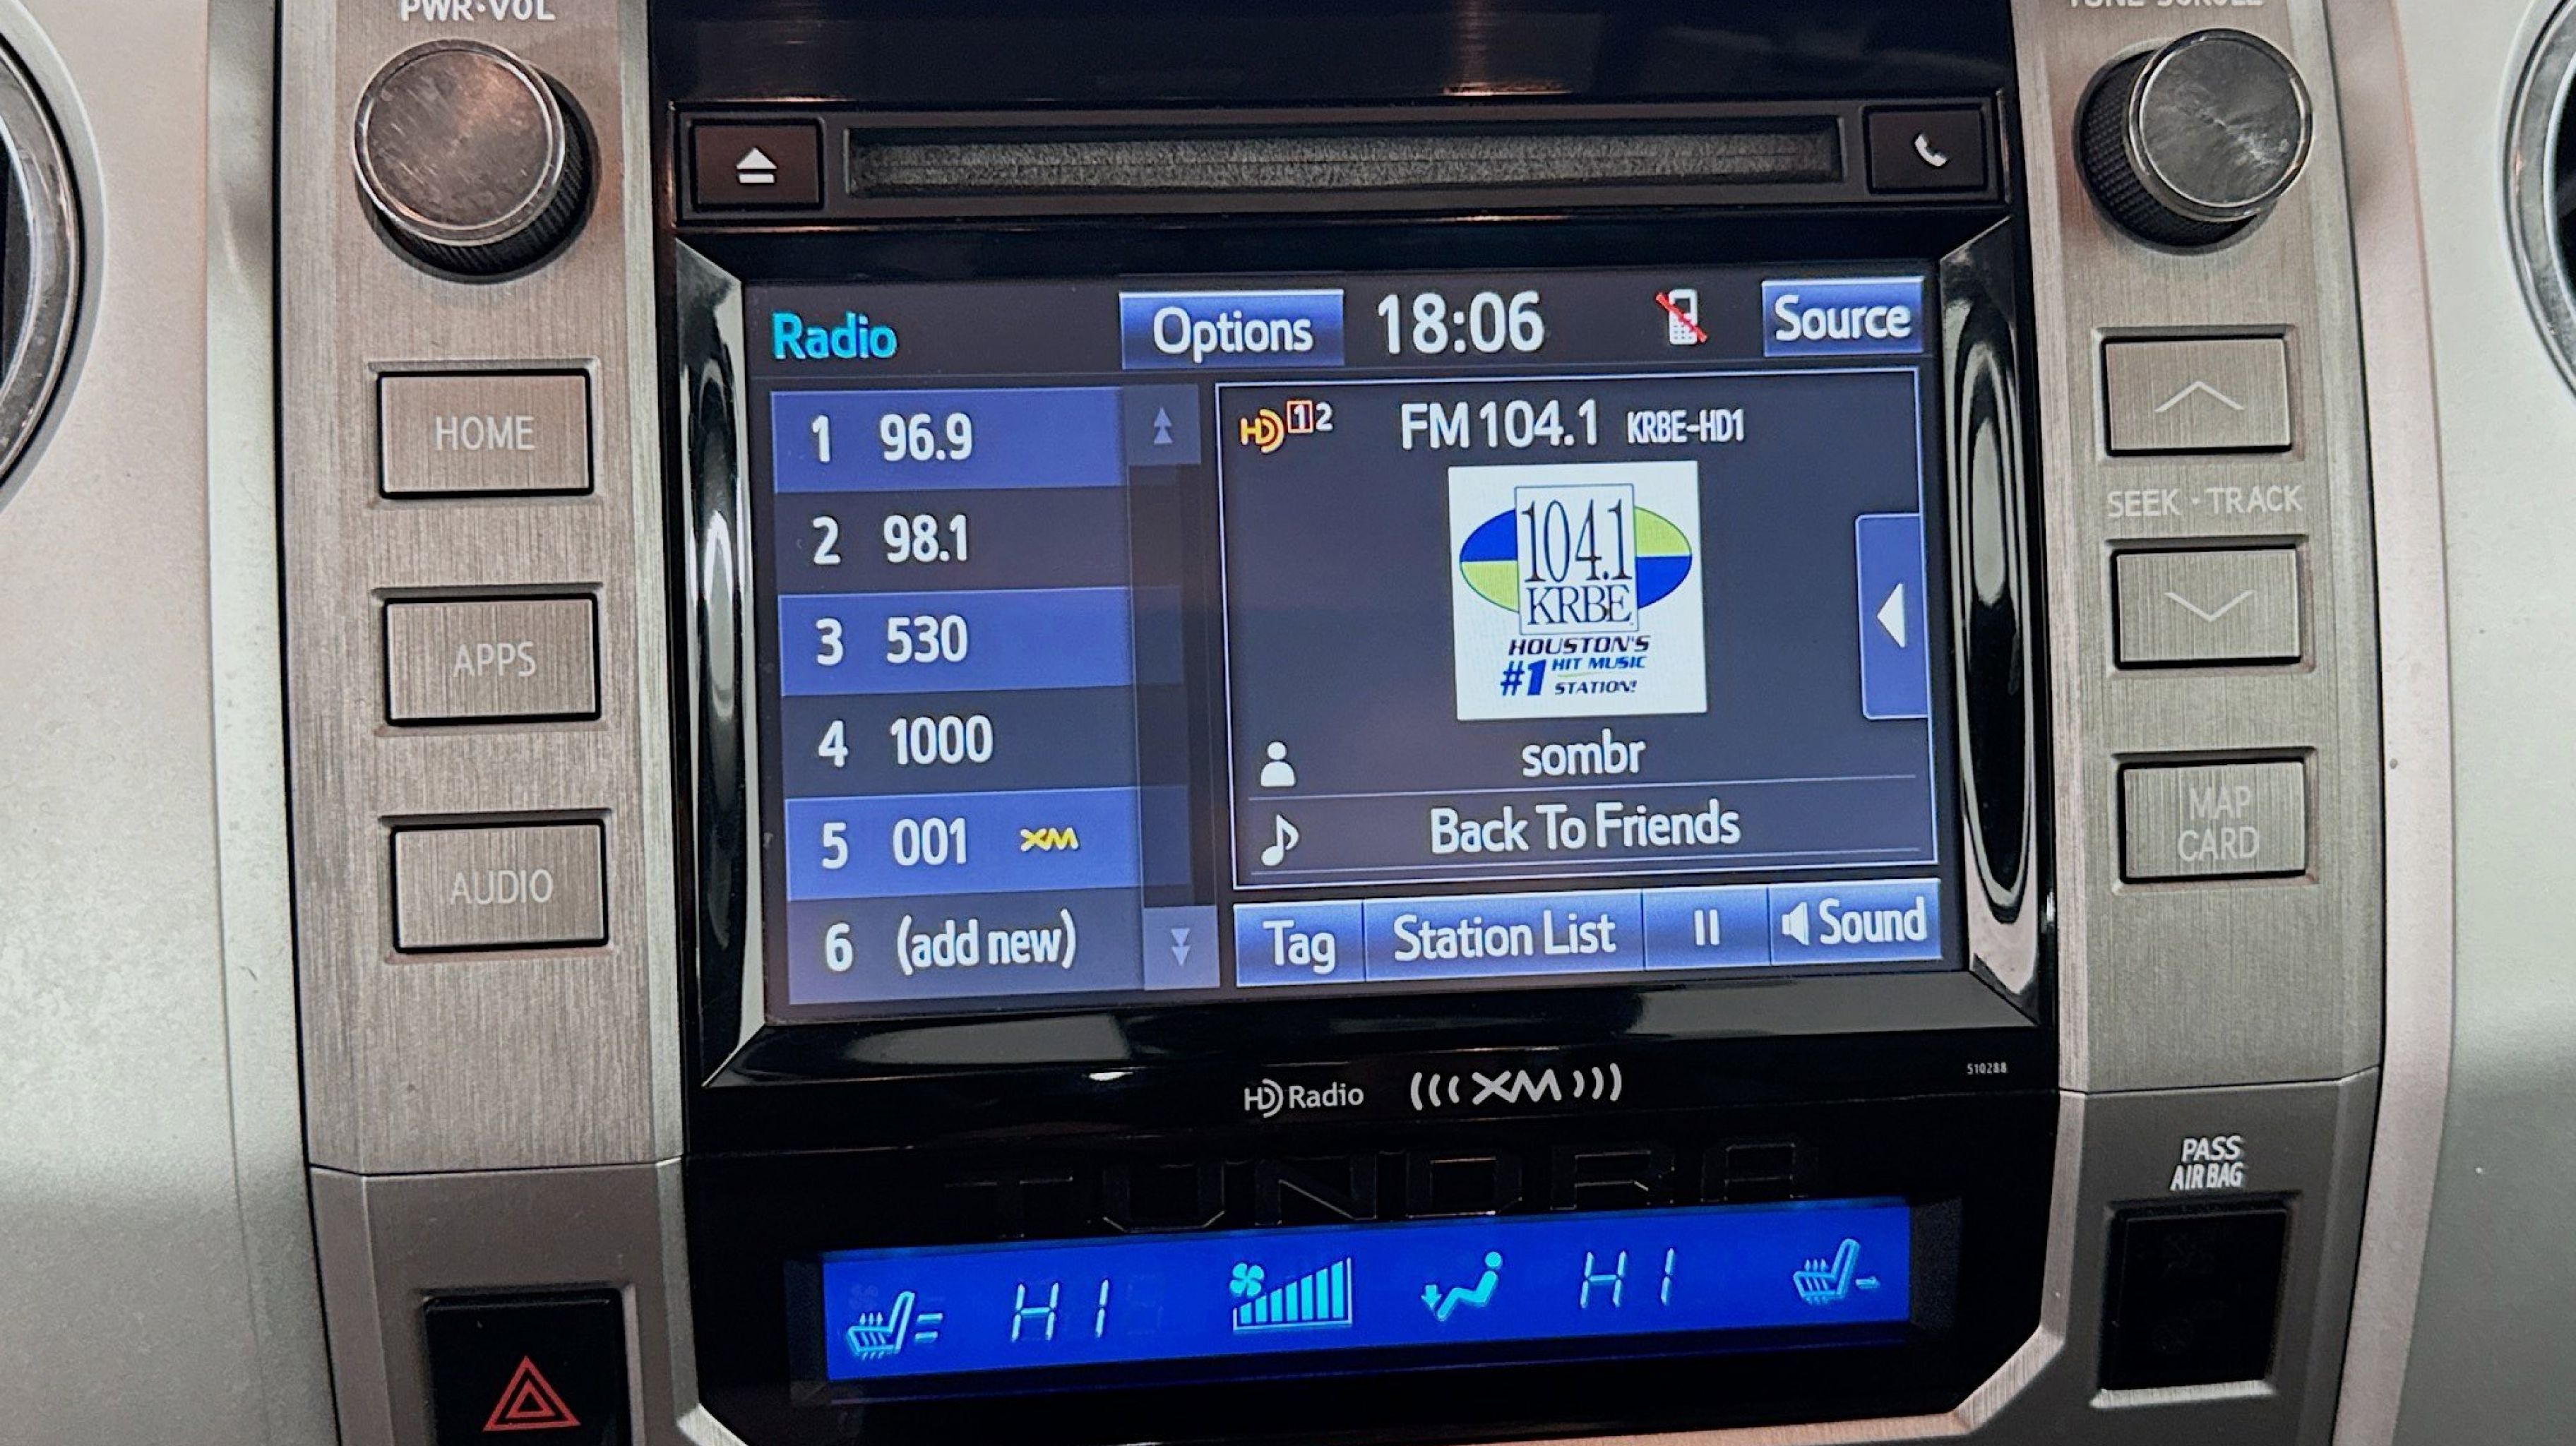 PWR·VOL
TUNE·SCROLL
Radio
Options
18:06
Source
HOME
APPS
AUDIO
1 96.9
2 98.1
3 530
4 1000
5 001 XM
6 (add new)
HD 1 2 FM 104.1 KRBE-HD1
104.1
KRBE
HOUSTON'S
#1 HIT MUSIC
STATION!
sombr
Back To Friends
Tag
Station List
Sound
SEEK·TRACK
MAP
CARD
HD Radio
(((XM)))
510288
TUNDRA
PASS
AIR BAG
HI
HI